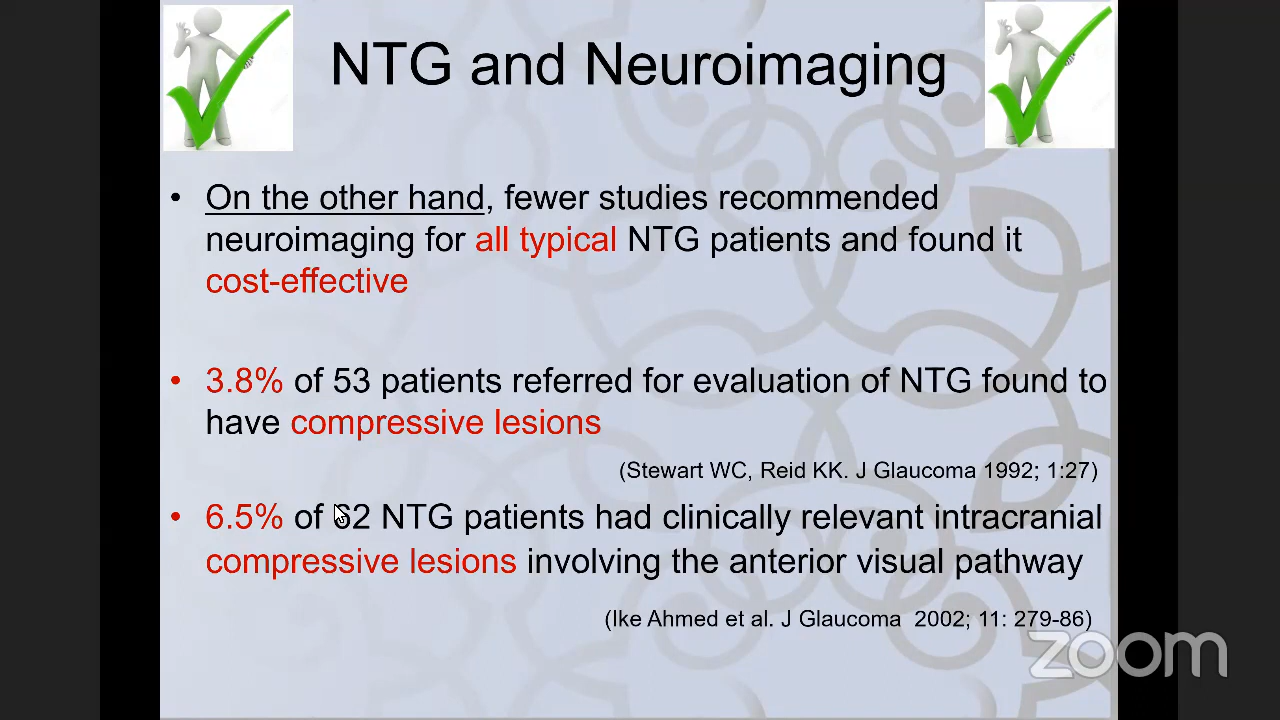 NTG and Neuroimaging
• On the other hand, fewer studies recommended
neuroimaging for all typical NTG patients and found it
cost-effective
• 3.8% of 53 patients referred for evaluation of NTG found to
have compressive lesions
(Stewart WC, Reid KK. J Glaucoma 1992; 1:27)
• 6.5% of 62 NTG patients had clinically relevant intracranial
compressive lesions involving the anterior visual pathway
(Ike Ahmed et al. J Glaucoma 2002; 11: 279-86)
zoom